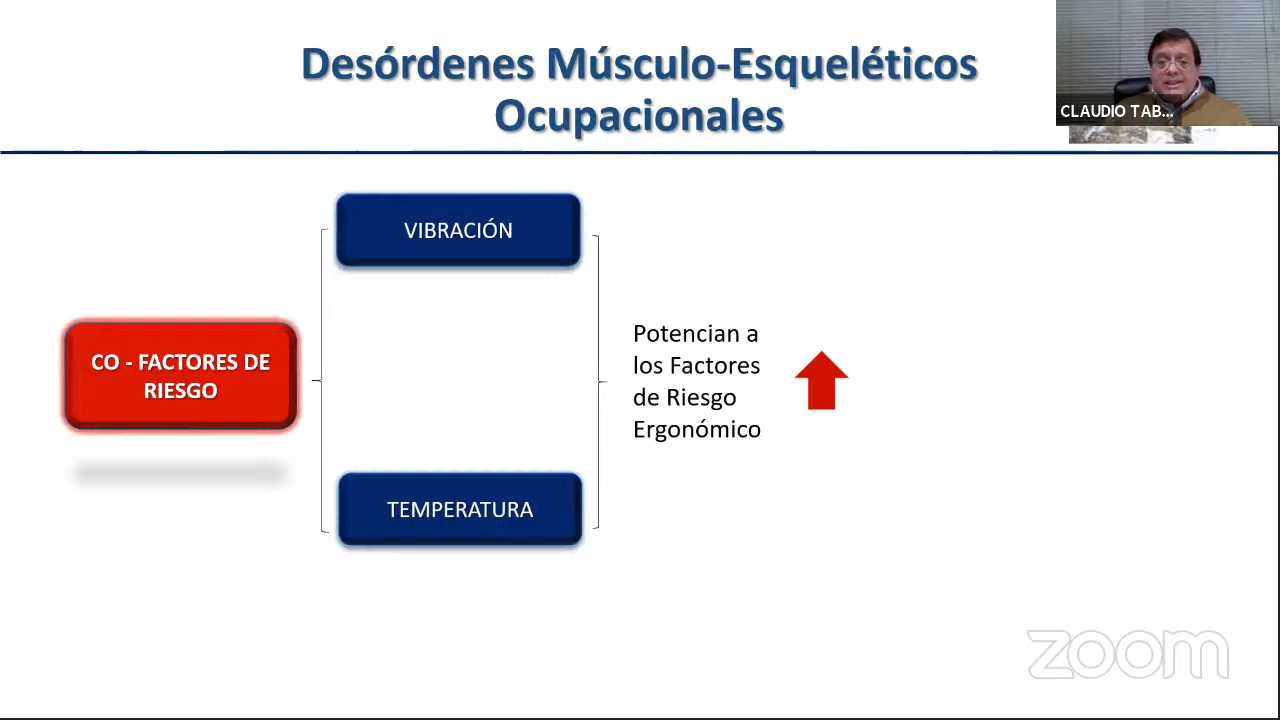 Desórdenes Músculo-Esqueléticos
Ocupacionales
CLAUDIO TAB...
VIBRACIÓN
CO - FACTORES DE
RIESGO
Potencian a
los Factores
de Riesgo
Ergonómico
TEMPERATURA
zoom